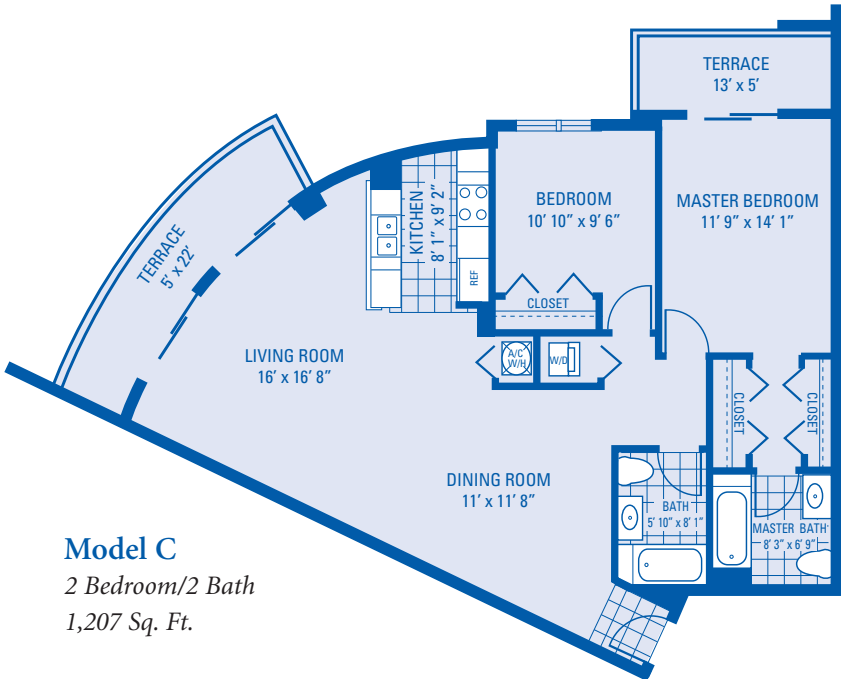 TERRACE
13’ x 5’
BEDROOM
10’ 10” x 9’ 6”
MASTER BEDROOM
11’ 9” x 14’ 1”
KITCHEN
8’ 1” x 9’ 2”
REF
TERRACE
5’ x 22’
CLOSET
LIVING ROOM
16’ x 16’ 8”
A/C
W/H
W/D
CLOSET
CLOSET
DINING ROOM
11’ x 11’ 8”
BATH
5’ 10” x 8’ 1”
MASTER BATH
8’ 3” x 6’ 9”
Model C
2 Bedroom/2 Bath
1,207 Sq. Ft.